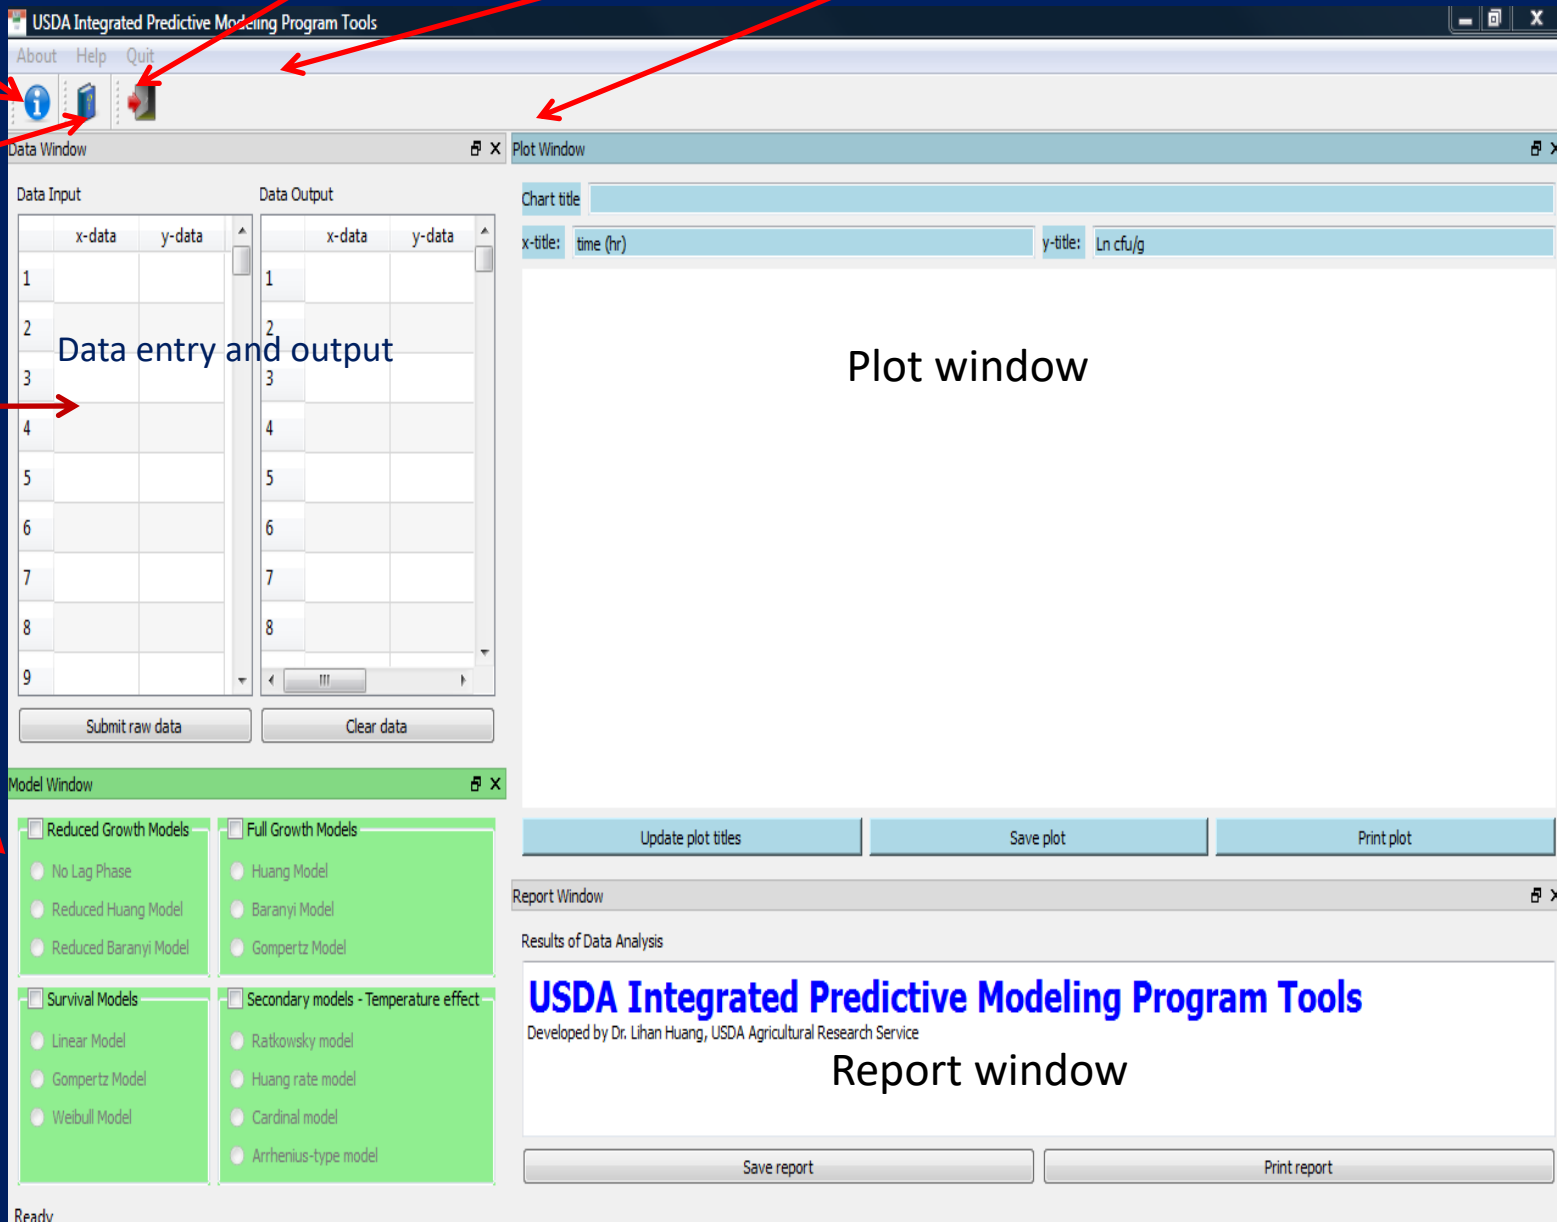 USDA Integrated Predictive Modeling Program Tools
About Help Quit
Data Window
Data Input Data Output
x-data y-data x-data y-data
1 1
2 2
Data entry and output
3 3
4 4
5 5
6 6
7 7
8 8
9
Submit raw data Clear data
Model Window
Reduced Growth Models Full Growth Models
No Lag Phase Huang Model
Reduced Huang Model Baranyi Model
Reduced Baranyi Model Gompertz Model
Survival Models Secondary models - Temperature effect
Linear Model Ratkowsky model
Gompertz Model Huang rate model
Weibull Model Cardinal model
Arrhenius-type model
Plot Window
Chart title
x-title: time (hr) y-title: Ln cfu/g
Plot window
Update plot titles Save plot Print plot
Report Window
Results of Data Analysis
USDA Integrated Predictive Modeling Program Tools
Developed by Dr. Lihan Huang, USDA Agricultural Research Service
Report window
Save report Print report
Ready